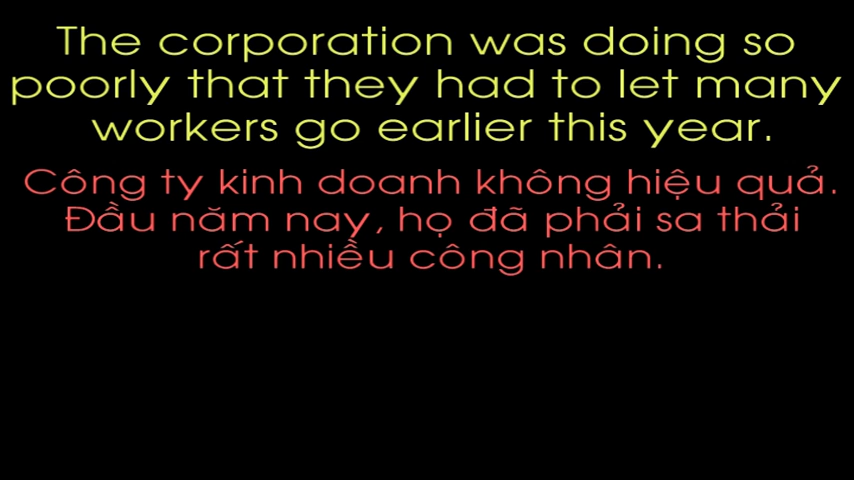 The corporation was doing so
poorly that they had to let many
workers go earlier this year.
Công ty kinh doanh không hiệu quả.
Đầu năm nay, họ đã phải sa thải
rất nhiều công nhân.